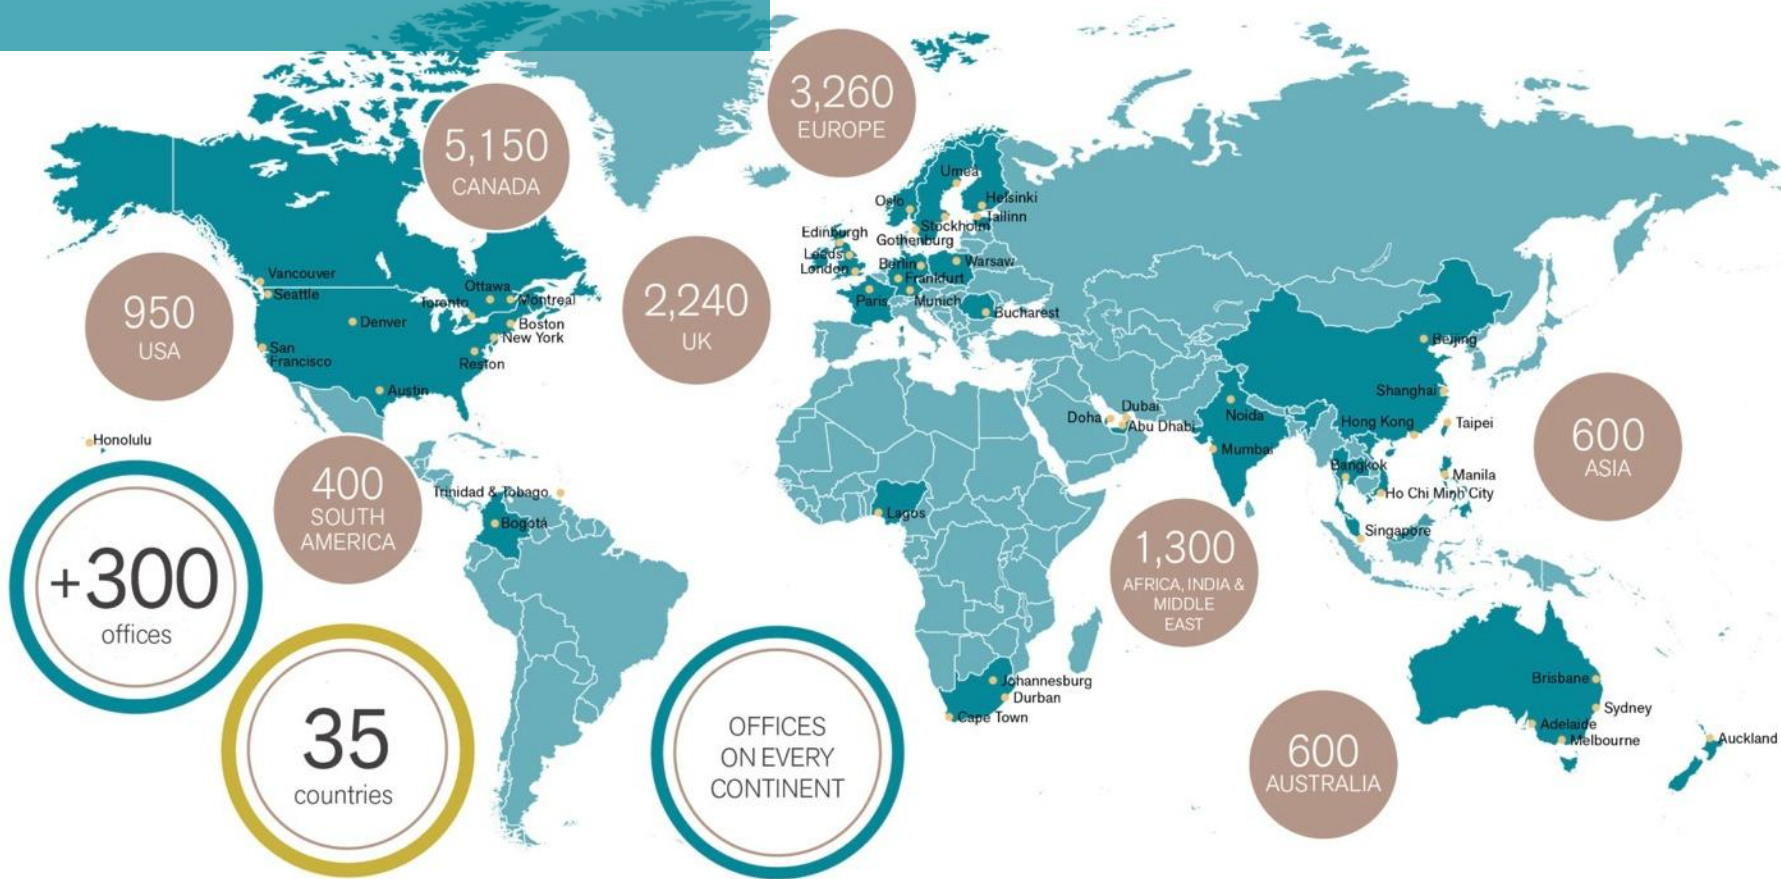 3,260
EUROPE
5,150
CANADA
Umeå
Oslo
Helsinki
Tailinn
Stockholm
Gothenburg
Edinburgh
Leeds
London
Berlin
Warsaw
Frankfurt
Paris
Munich
Bucharest
950
USA
2,240
UK
Vancouver
Seattle
Ottawa
Toronto
Montreal
Denver
Boston
New York
San
Francisco
Reston
Austin
Honolulu
Beijing
Shanghai
Hong Kong
Taipei
Noida
Mumbai
Doha
Dubai
Abu Dhabi
Bangkok
Manila
Ho Chi Minh City
Singapore
600
ASIA
400
SOUTH
AMERICA
Trinidad & Tobago
Bogotá
Lagos
1,300
AFRICA, INDIA &
MIDDLE
EAST
+300
offices
35
countries
OFFICES
ON EVERY
CONTINENT
Johannesburg
Durban
Cape Town
600
AUSTRALIA
Brisbane
Sydney
Adelaide
Melbourne
Auckland